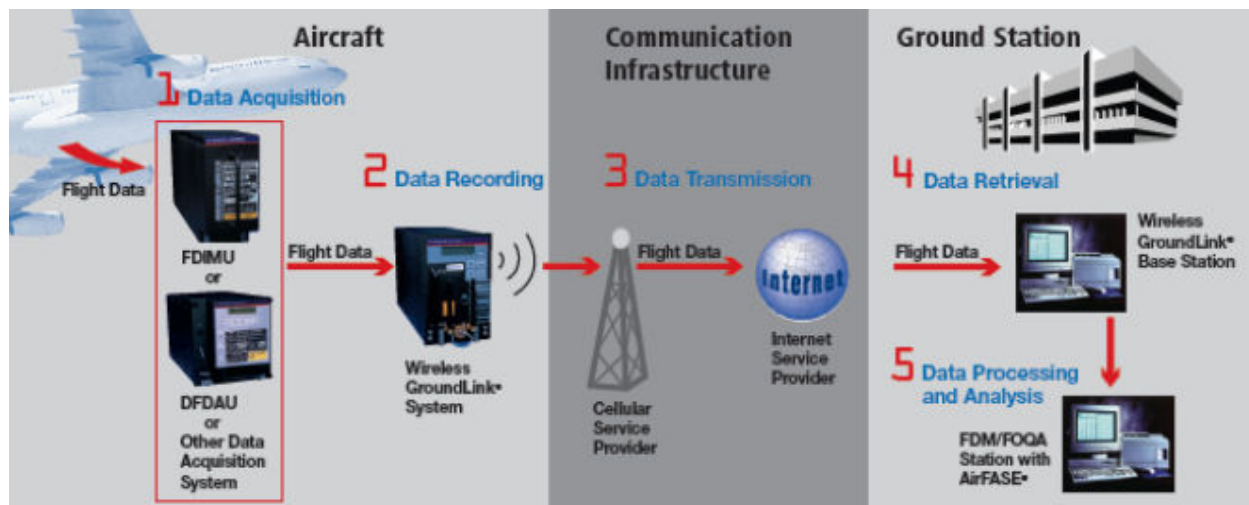 Aircraft
1 Data Acquisition
Flight Data
FDIMU
or
DFDAU
or
Other Data
Acquisition
System
Flight Data
2 Data Recording
Wireless
GroundLink®
System
Communication
Infrastructure
3 Data Transmission
Flight Data
Cellular
Service
Provider
Internet
Internet
Service
Provider
Ground Station
4 Data Retrieval
Flight Data
Wireless
GroundLink®
Base Station
5 Data Processing
and Analysis
FDM/FOQA
Station with
AirFASE®